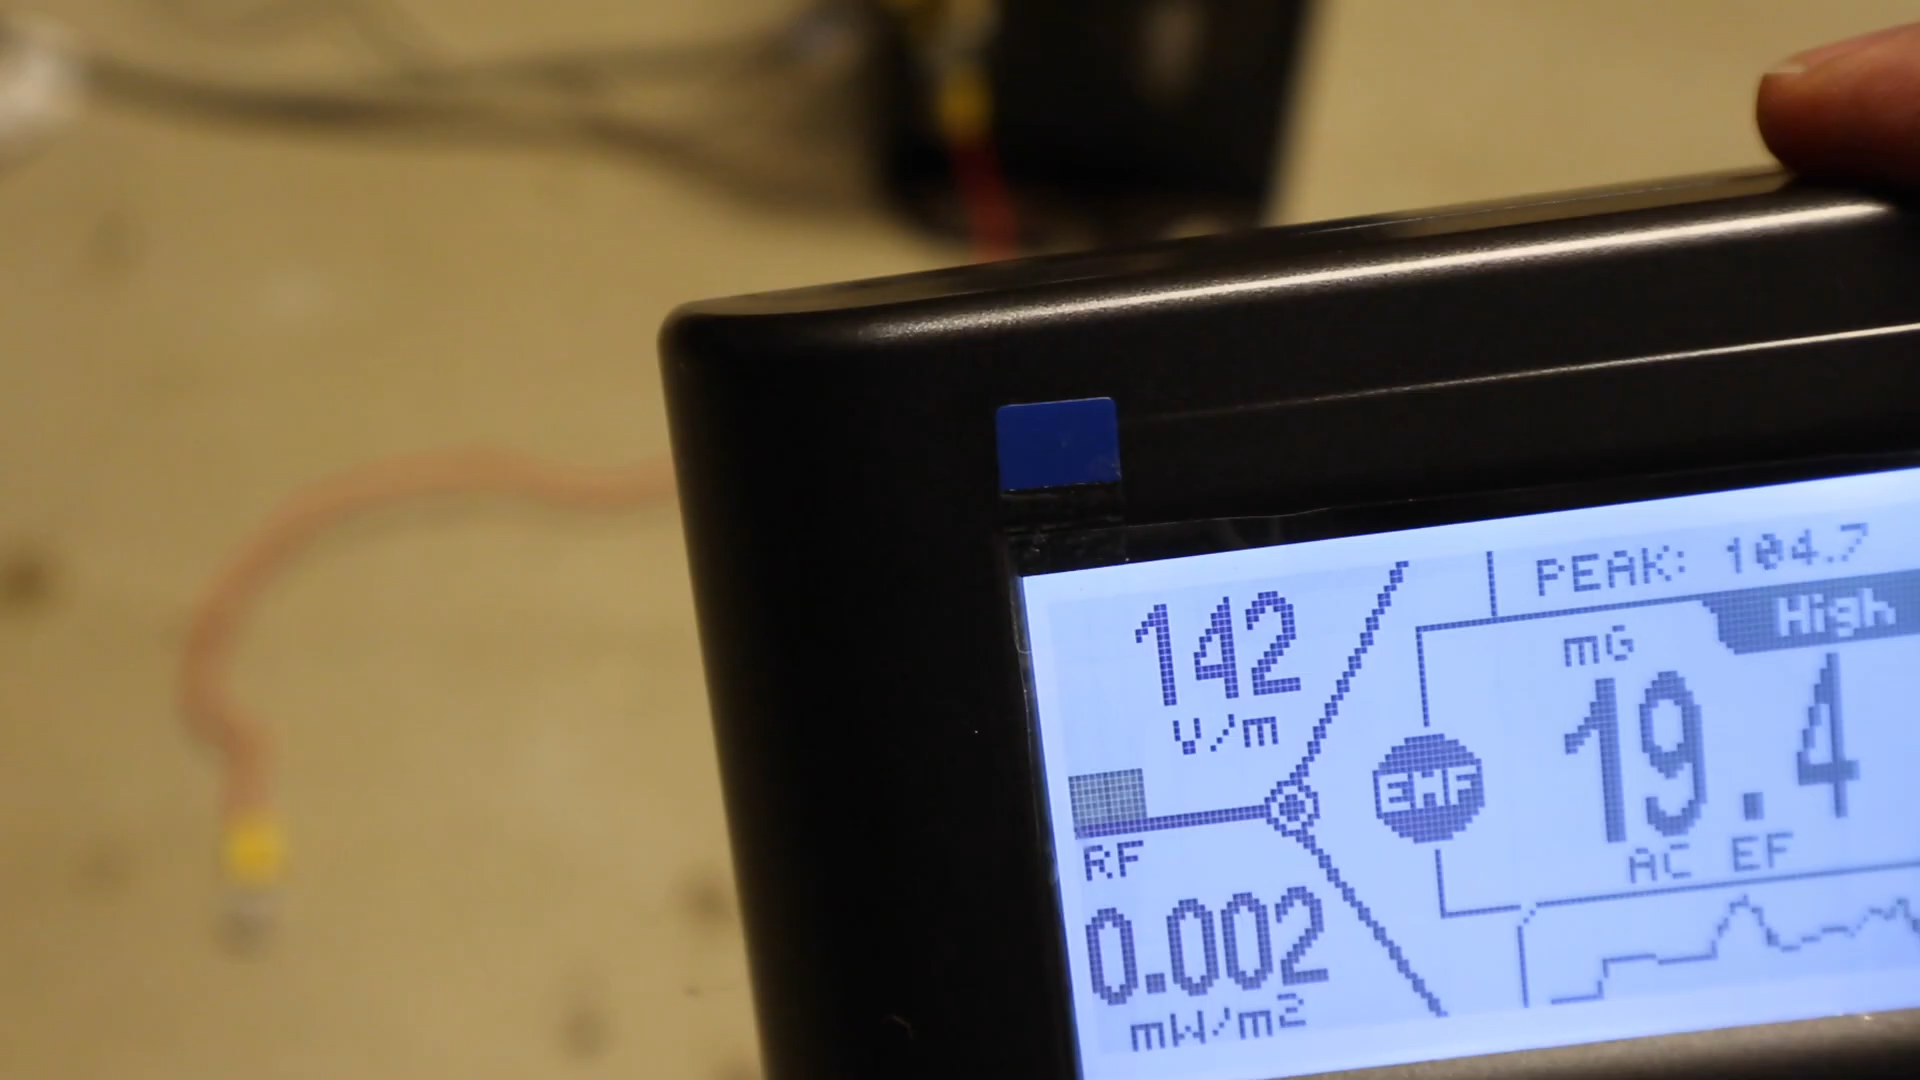 PEAK: 104.7
High
142
V/m
mG
19.4
EMF
AC EF
RF
0.002
mW/m²